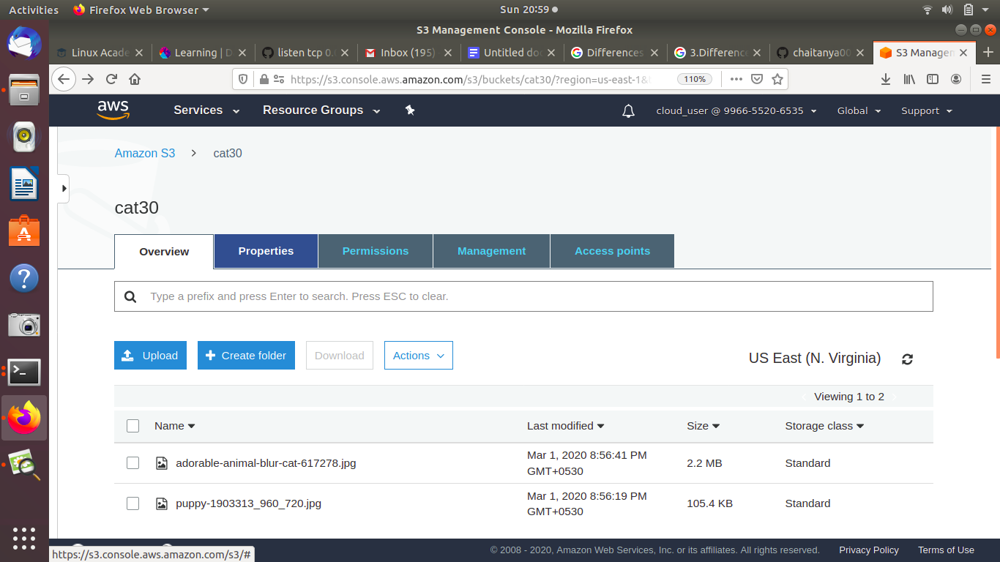 Activities Firefox Web Browser Sun 20:59
S3 Management Console - Mozilla Firefox
Linux Acade Learning | D listen tcp 0.0 Inbox (195) Untitled doc Differences 3.Difference chaitanya00 S3 Managem
https://s3.console.aws.amazon.com/s3/buckets/cat30/?region=us-east-1& 110%
aws Services Resource Groups cloud_user @ 9966-5520-6535 Global Support
Amazon S3 > cat30
cat30
Overview Properties Permissions Management Access points
Type a prefix and press Enter to search. Press ESC to clear.
Upload Create folder Download Actions US East (N. Virginia)
Viewing 1 to 2
Name Last modified Size Storage class
adorable-animal-blur-cat-617278.jpg Mar 1, 2020 8:56:41 PM GMT+0530 2.2 MB Standard
puppy-1903313_960_720.jpg Mar 1, 2020 8:56:19 PM GMT+0530 105.4 KB Standard
© 2008 - 2020, Amazon Web Services, Inc. or its affiliates. All rights reserved. Privacy Policy Terms of Use
https://s3.console.aws.amazon.com/s3/#